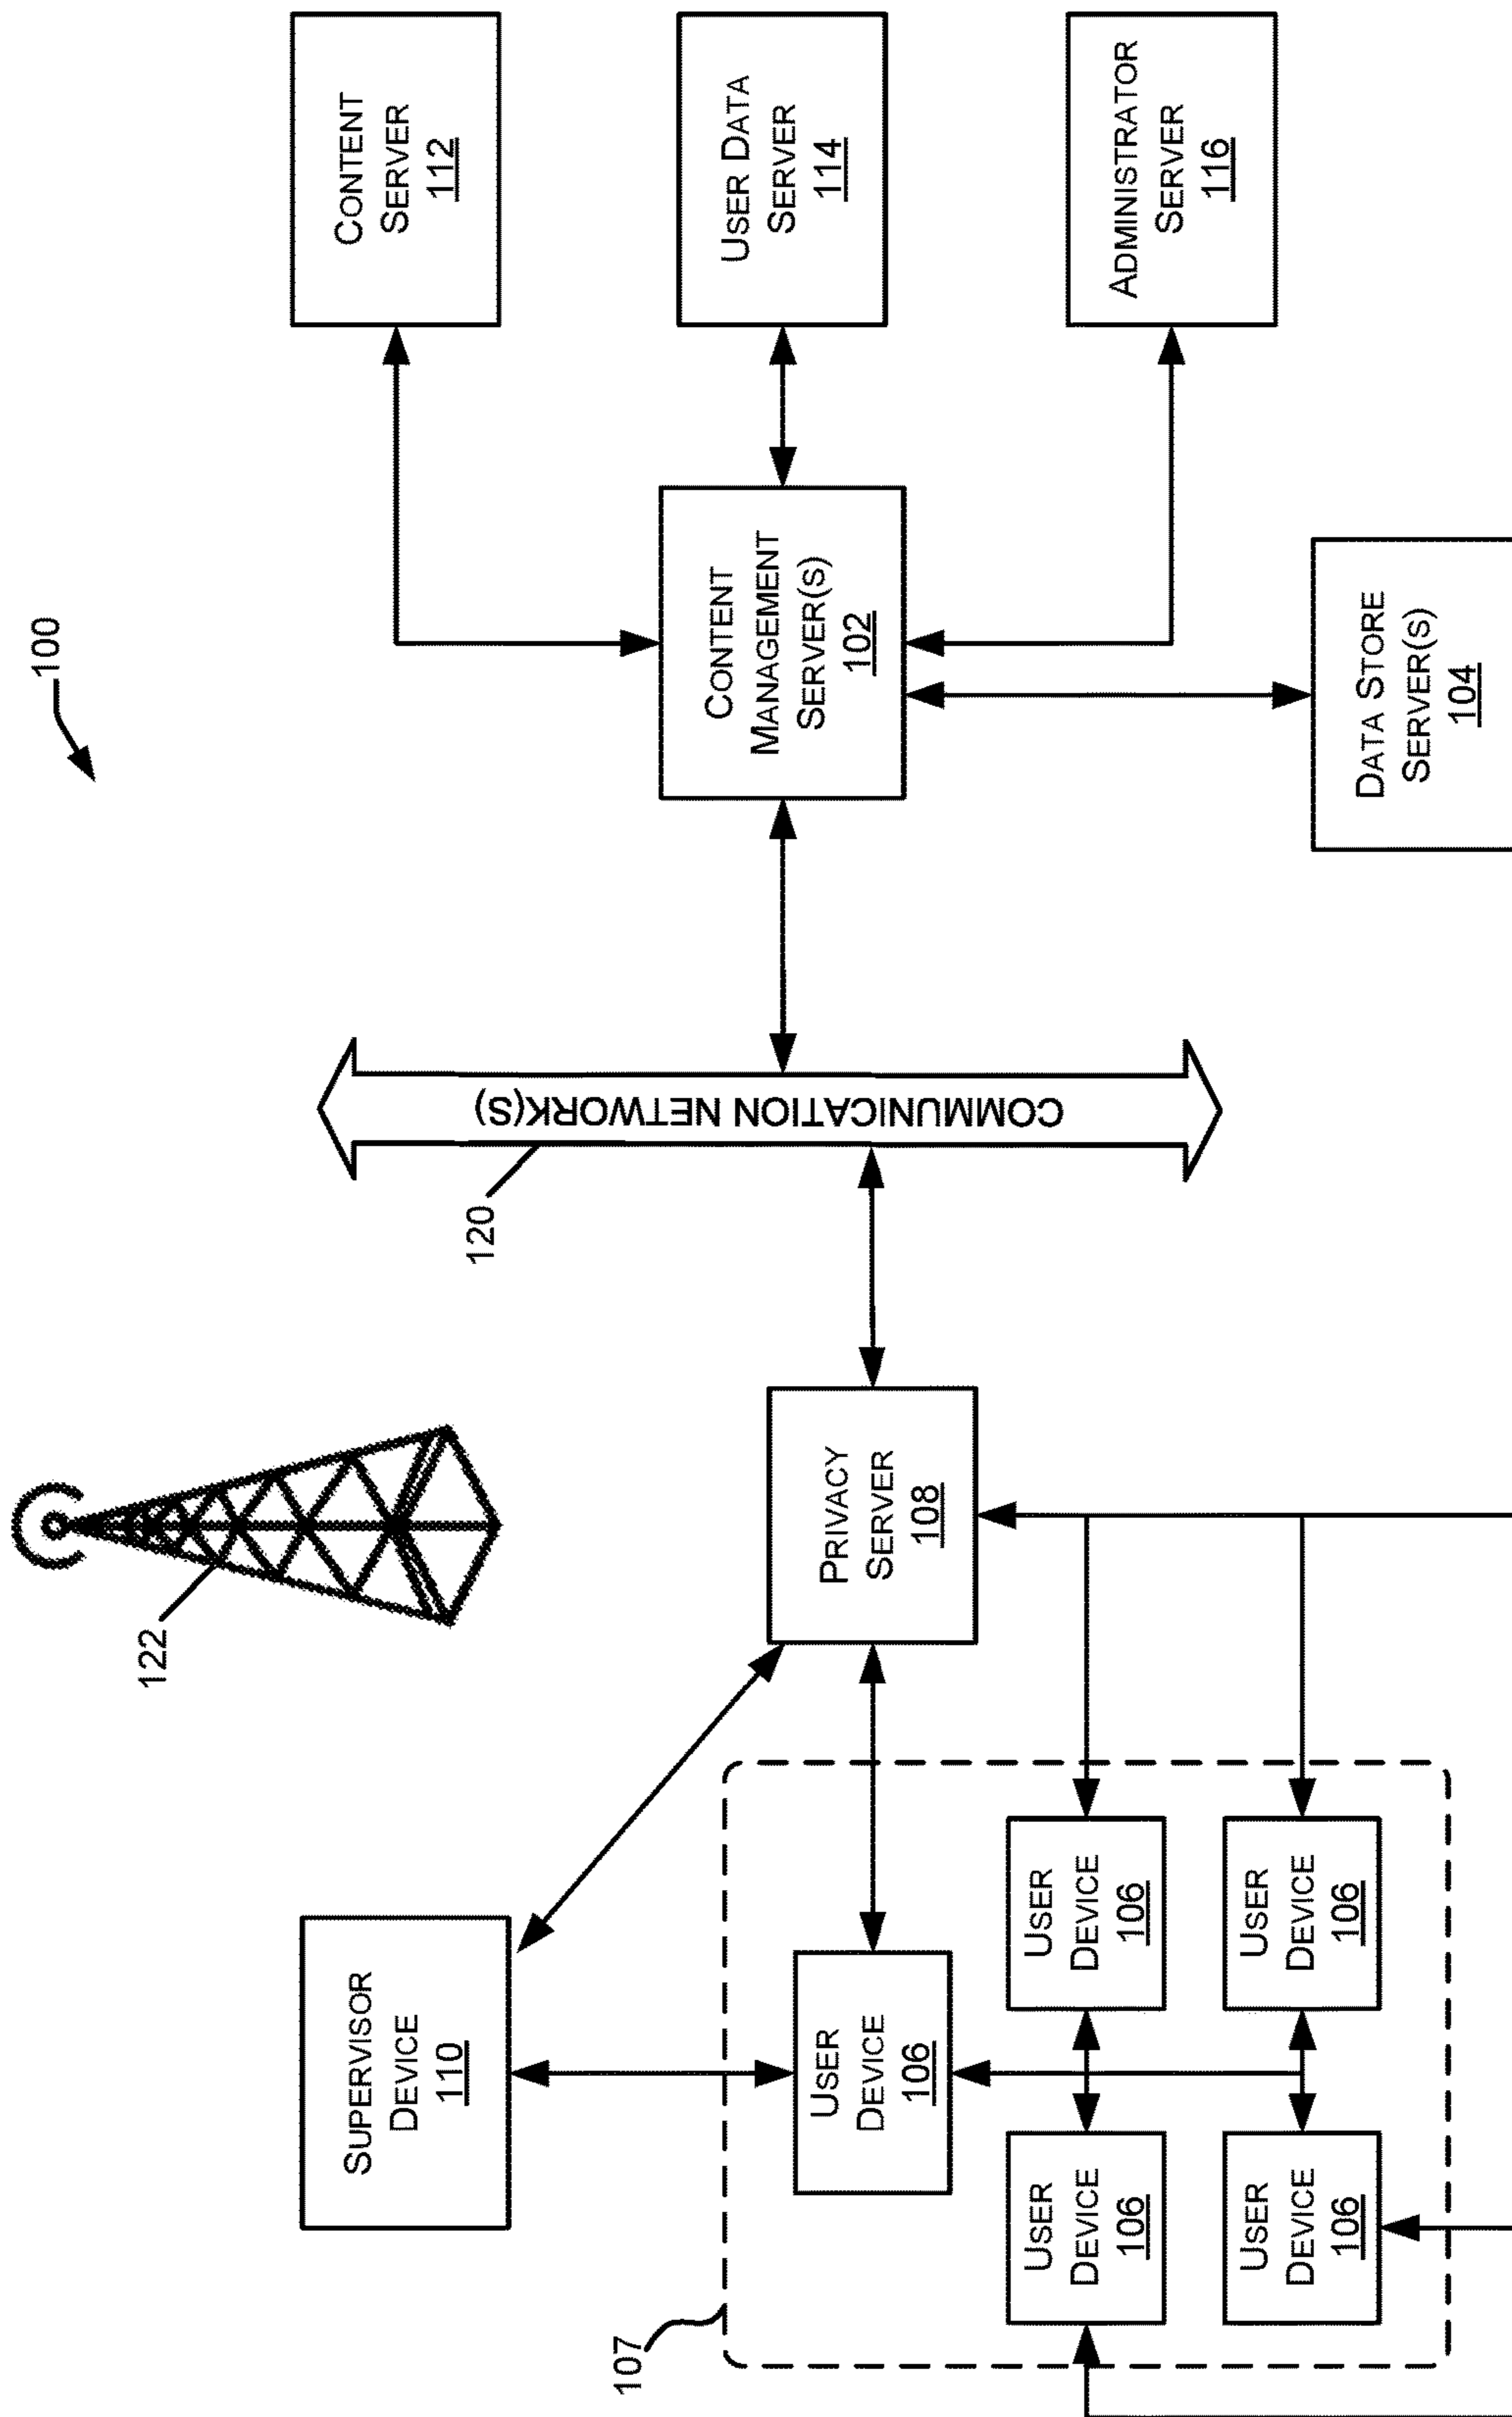 100
122
SUPERVISOR
DEVICE
110
CONTENT
SERVER
112
120
107
USER
DEVICE
106
PRIVACY
SERVER
108
COMMUNICATION NETWORK(S)
CONTENT
MANAGEMENT
SERVER(S)
102
USER DATA
SERVER
114
USER
DEVICE
106
USER
DEVICE
106
ADMINISTRATOR
SERVER
116
USER
DEVICE
106
USER
DEVICE
106
DATA STORE
SERVER(S)
104